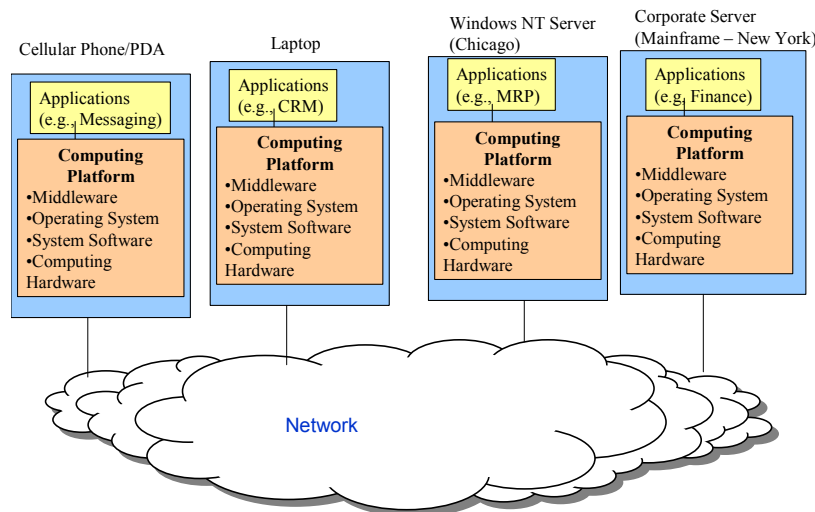 Cellular Phone/PDA
Applications
(e.g., Messaging)
Computing
Platform
•Middleware
•Operating System
•System Software
•Computing
Hardware
Laptop
Applications
(e.g., CRM)
Computing
Platform
•Middleware
•Operating System
•System Software
•Computing
Hardware
Windows NT Server
(Chicago)
Applications
(e.g., MRP)
Computing
Platform
•Middleware
•Operating System
•System Software
•Computing
Hardware
Corporate Server
(Mainframe – New York)
Applications
(e.g, Finance)
Computing
Platform
•Middleware
•Operating System
•System Software
•Computing
Hardware
Network